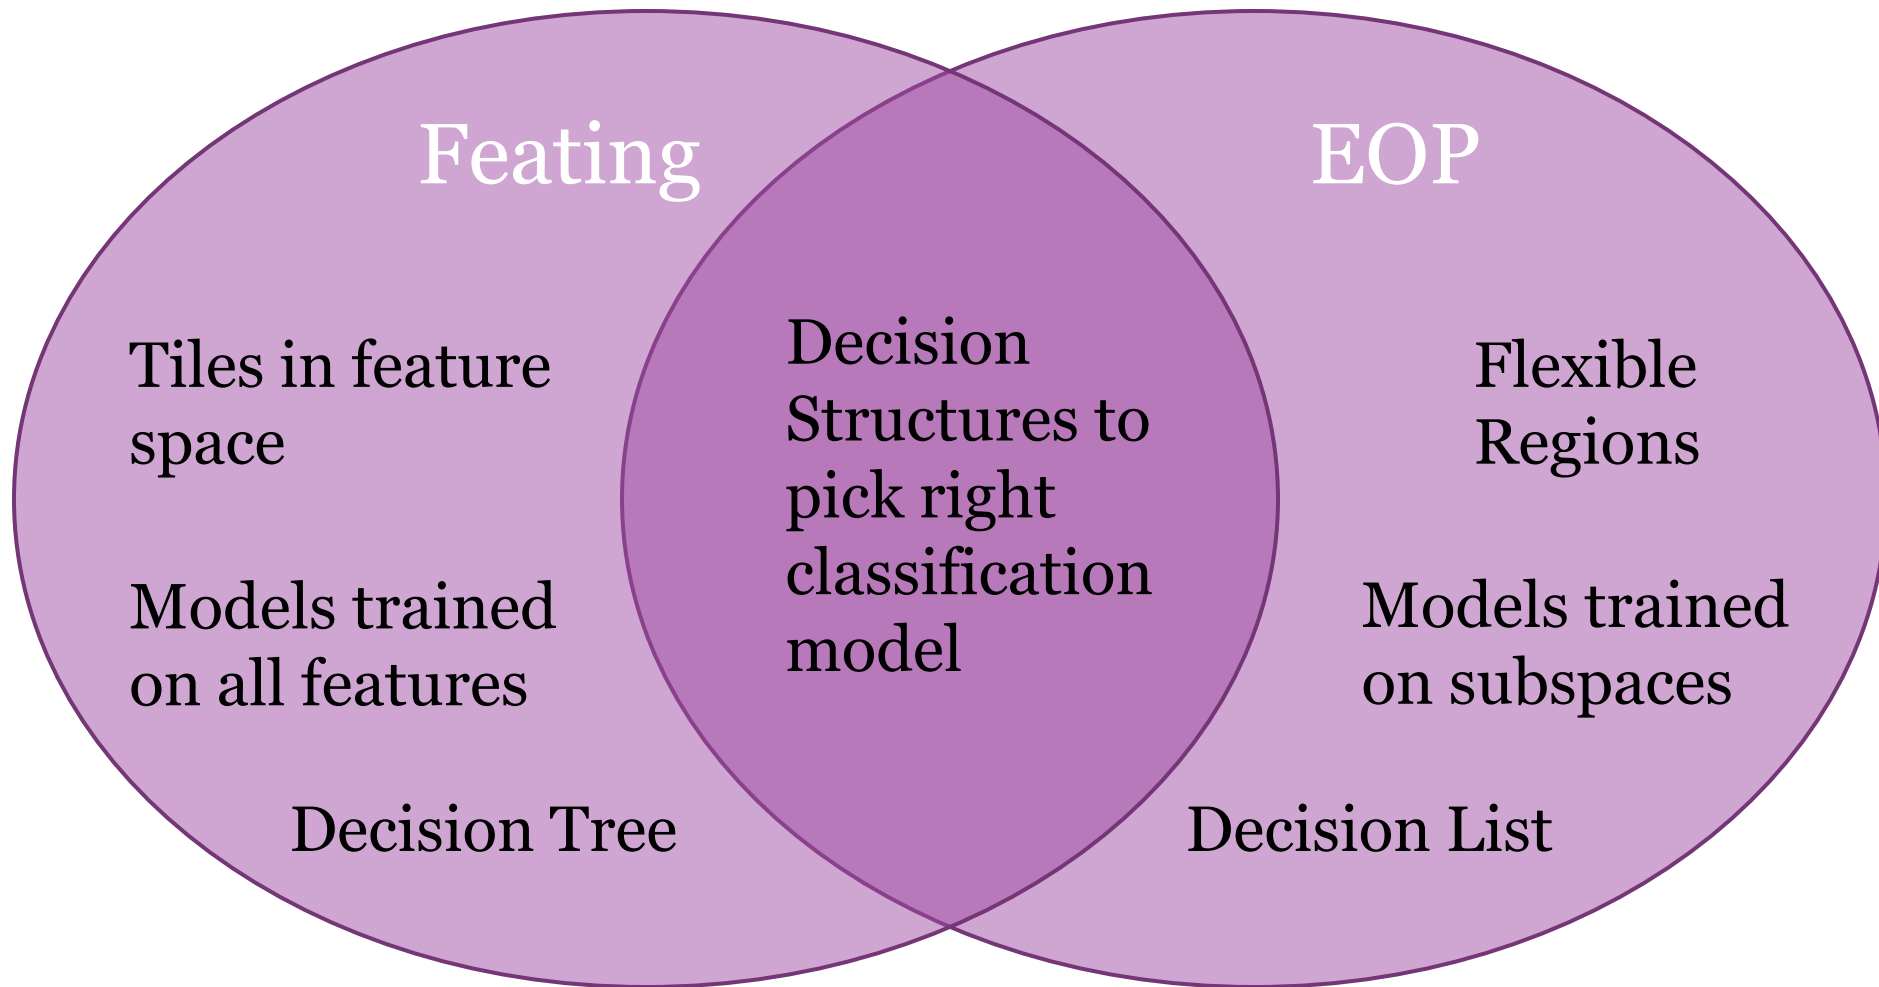 Feating
Tiles in feature
space
Models trained
on all features
Decision Tree
Decision
Structures to
pick right
classification
model
EOP
Flexible
Regions
Models trained
on subspaces
Decision List